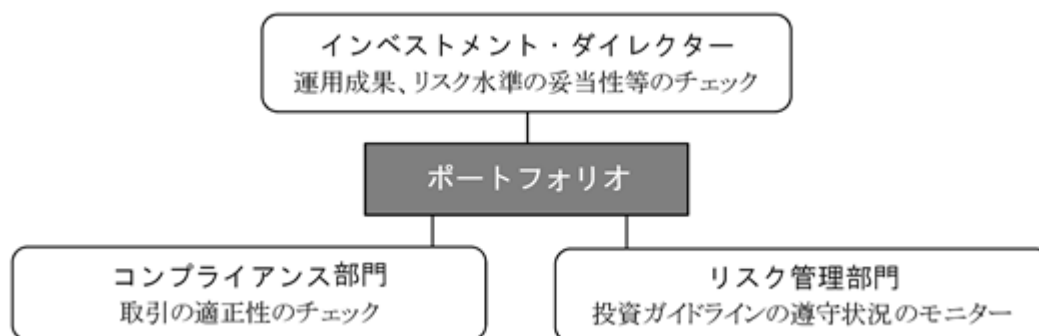 インベストメント・ダイレクター
運用成果、リスク水準の妥当性等のチェック
ポートフォリオ
コンプライアンス部門
取引の適正性のチェック
リスク管理部門
投資ガイドラインの遵守状況のモニター